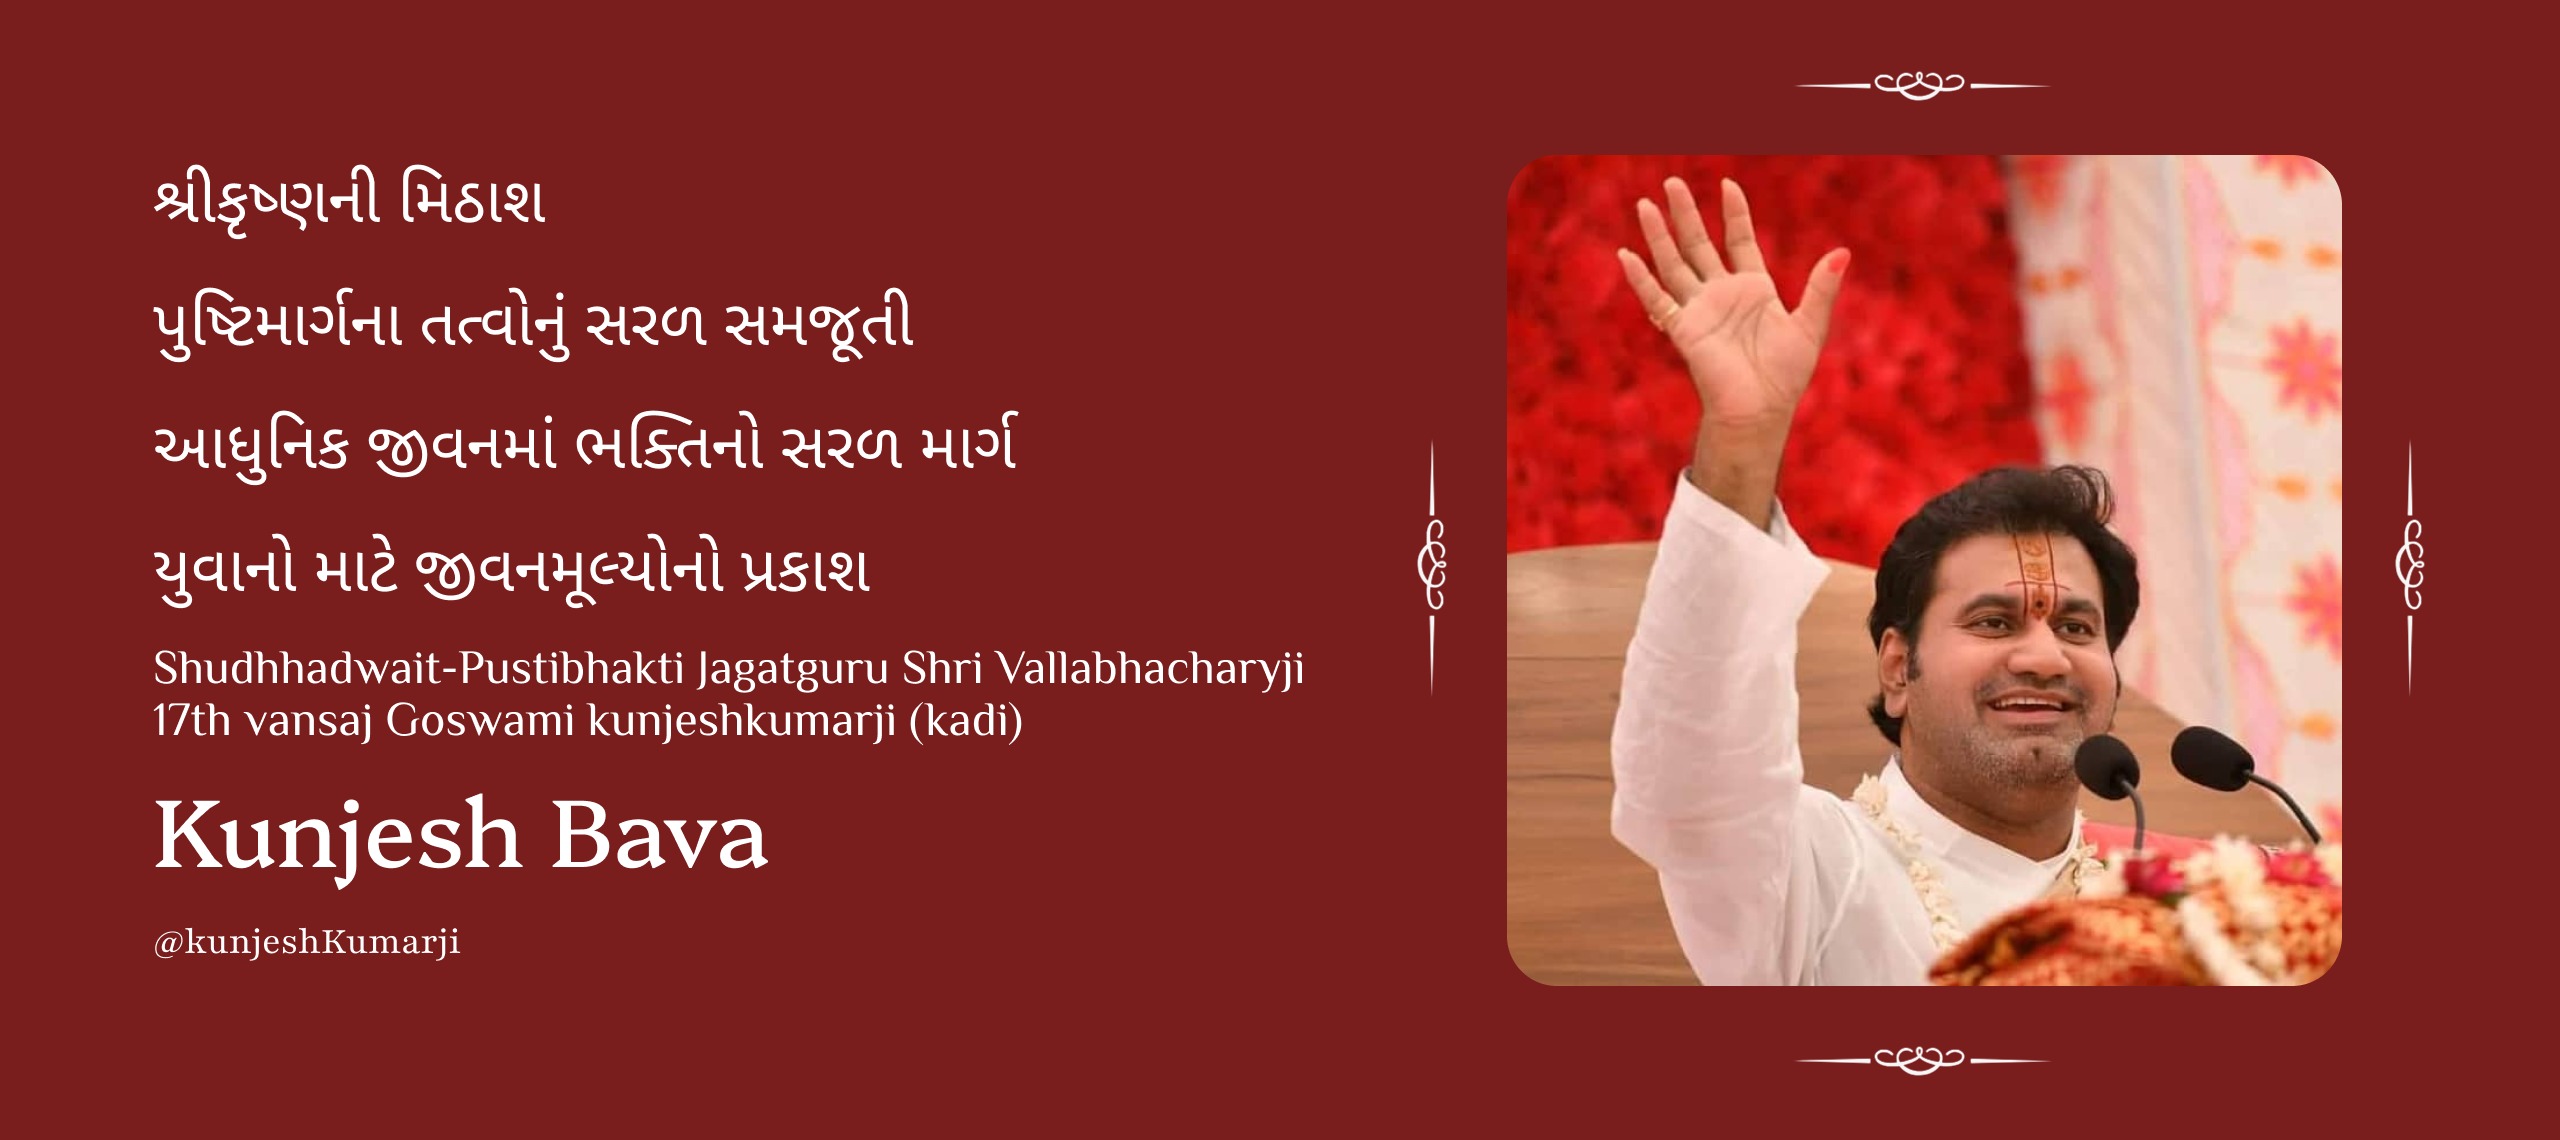 શ્રીકૃષ્ણની મિઠાશ
પુષ્ટિમાર્ગના તત્વોનું સરળ સમજૂતી
આધુનિક જીવનમાં ભક્તિનો સરળ માર્ગ
યુવાનો માટે જીવનમૂલ્યોનો પ્રકાશ
Shudhhadwait-Pustibhakti Jagatguru Shri Vallabhacharyji
17th vansaj Goswami kunjeshkumarji (kadi)
Kunjesh Bava
@kunjeshKumarji